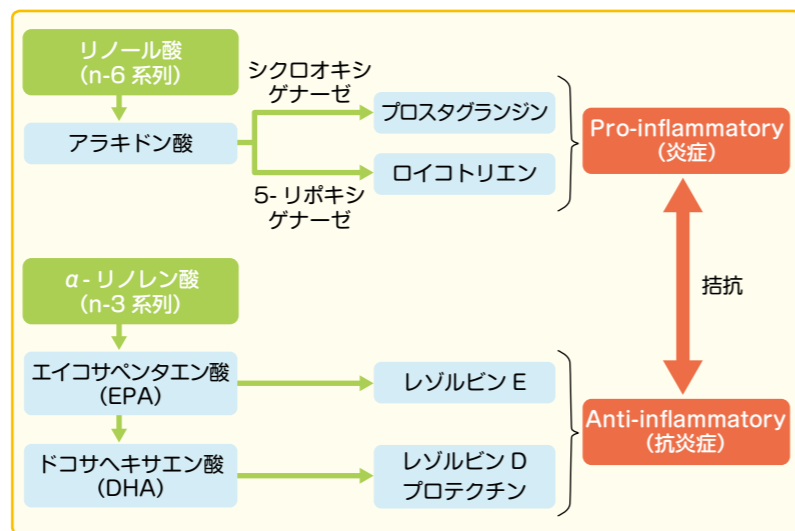 リノール酸
(n-6 系列)
アラキドン酸
シクロオキシ
ゲナーゼ
プロスタグランジン
5- リポキシ
ゲナーゼ
ロイコトリエン
Pro-inflammatory
(炎症)
拮抗
α- リノレン酸
(n-3 系列)
エイコサペンタエン酸
(EPA)
レゾルビン E
ドコサヘキサエン酸
(DHA)
レゾルビン D
プロテクチン
Anti-inflammatory
(抗炎症)